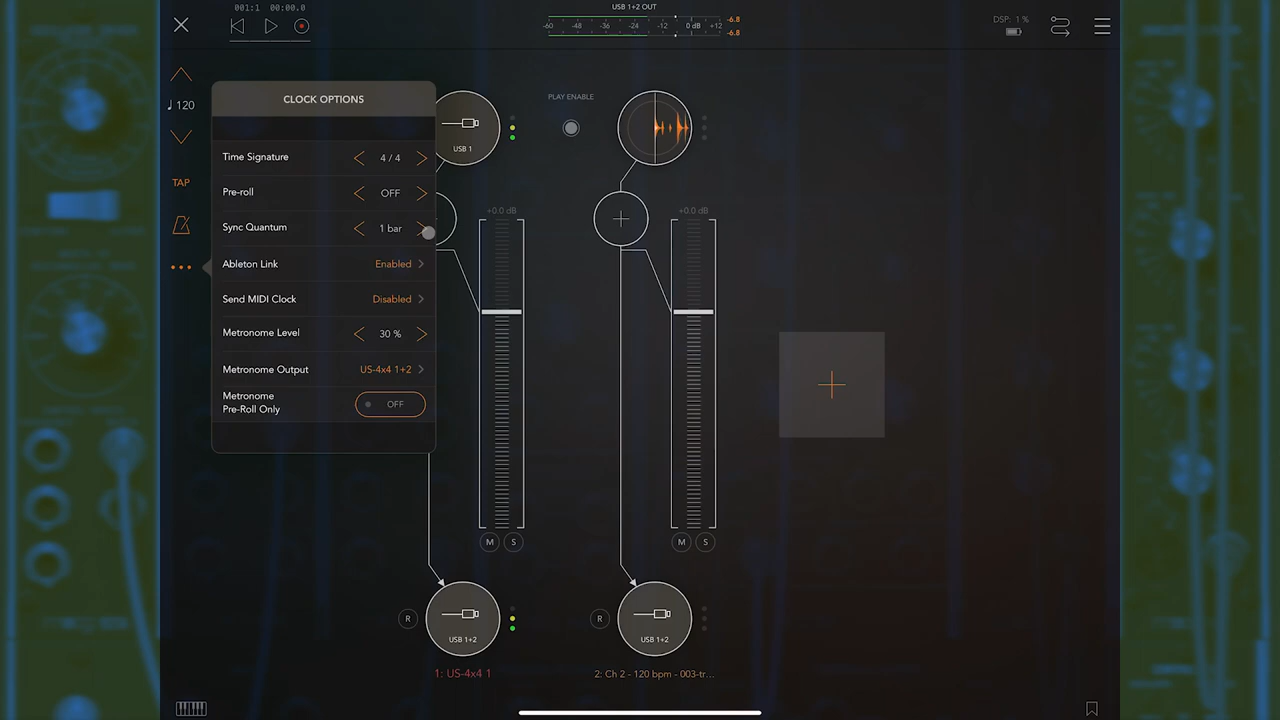 001:1 00:00.0
USB 1+2 OUT
-60 -48 -36 -24 -12 0 dB +12
-6.8
-6.8
DSP: 1 %
♩ 120
TAP
CLOCK OPTIONS
Time Signature 4 / 4
Pre-roll OFF
Sync Quantum 1 bar
Ableton Link Enabled
Send MIDI Clock Disabled
Metronome Level 30 %
Metronome Output US-4x4 1+2
Metronome
Pre-Roll Only OFF
USB 1
PLAY ENABLE
+0.0 dB
+0.0 dB
M S
M S
R
USB 1+2
R
USB 1+2
1: US-4x4 1
2: Ch 2 - 120 bpm - 003-tr...